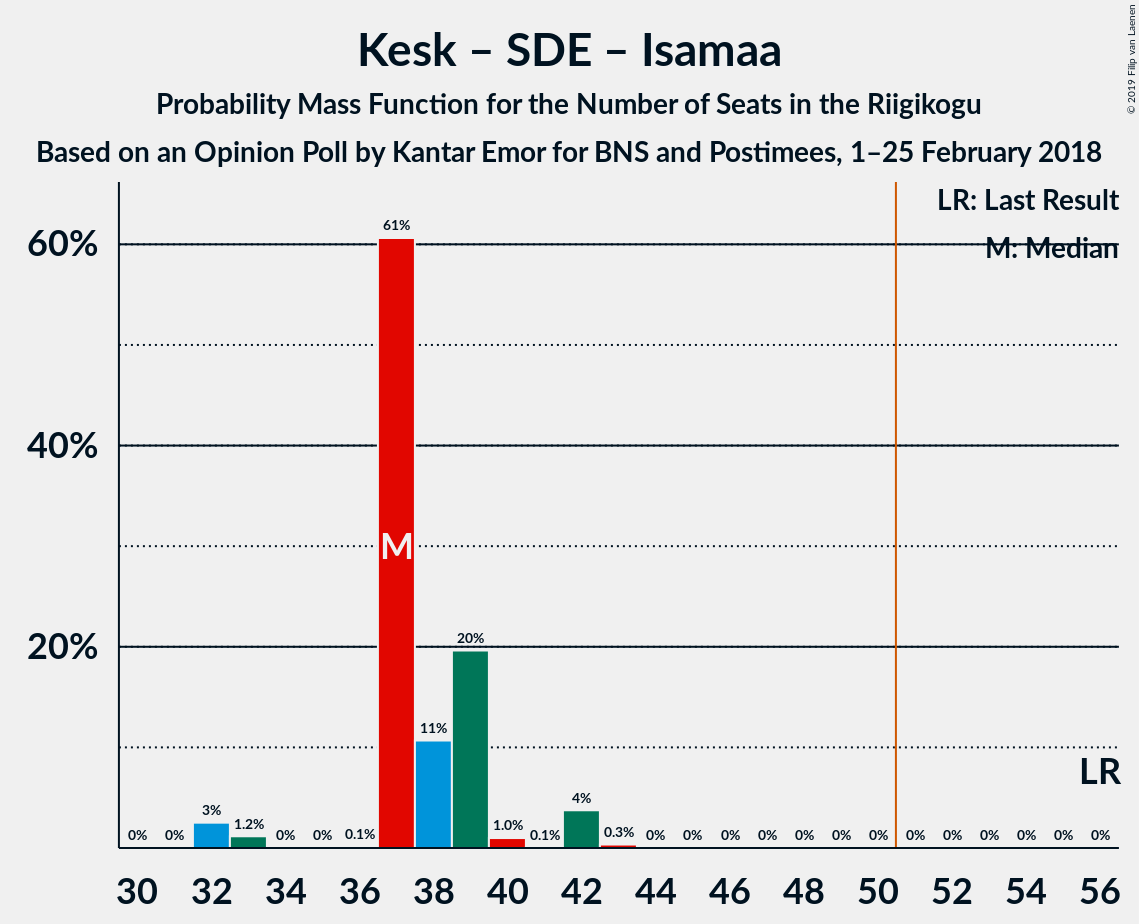 Kesk – SDE – Isamaa
Probability Mass Function for the Number of Seats in the Riigikogu
Based on an Opinion Poll by Kantar Emor for BNS and Postimees, 1–25 February 2018
© 2019 Filip van Laenen
LR: Last Result
M: Median
60%
40%
20%
0% 0% 3% 1.2% 0% 0% 0.1% 61% 11% 20% 1.0% 0.1% 4% 0.3% 0% 0% 0% 0% 0% 0% 0% 0% 0% 0% 0% 0% 0%
M
LR
30 32 34 36 38 40 42 44 46 48 50 52 54 56